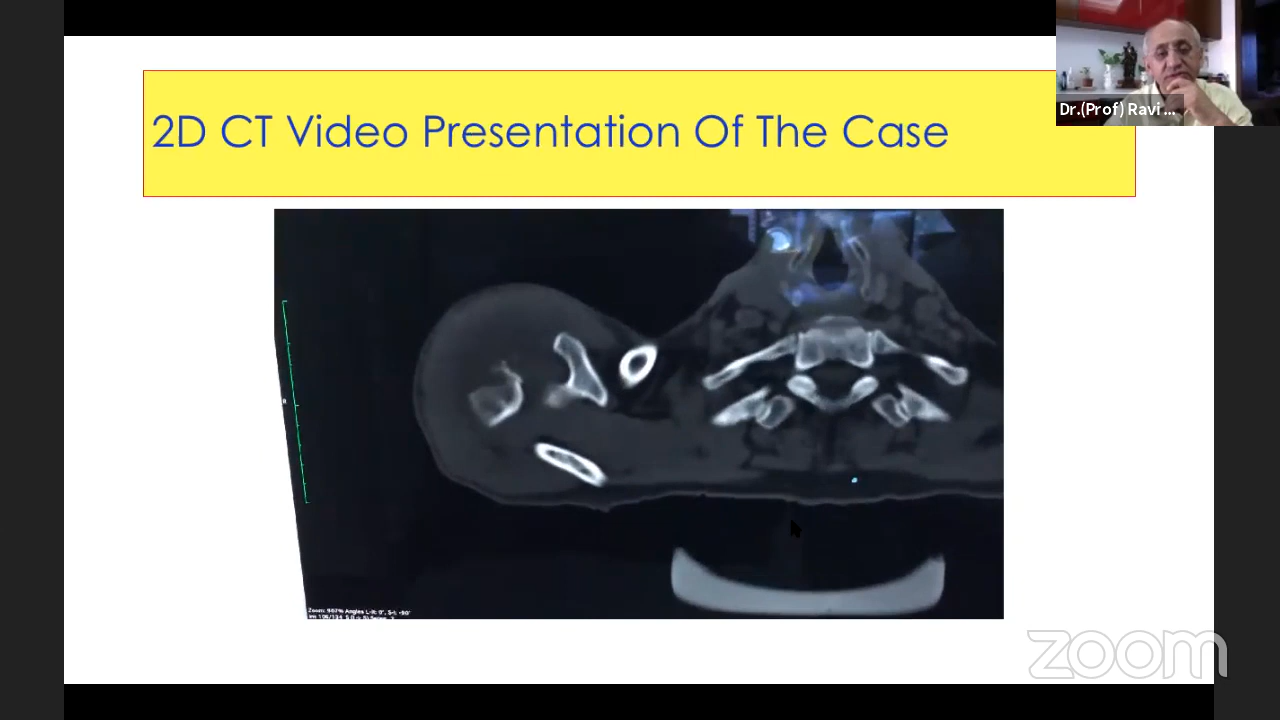 Dr.(Prof) Ravi ...
2D CT Video Presentation Of The Case
R
zoom